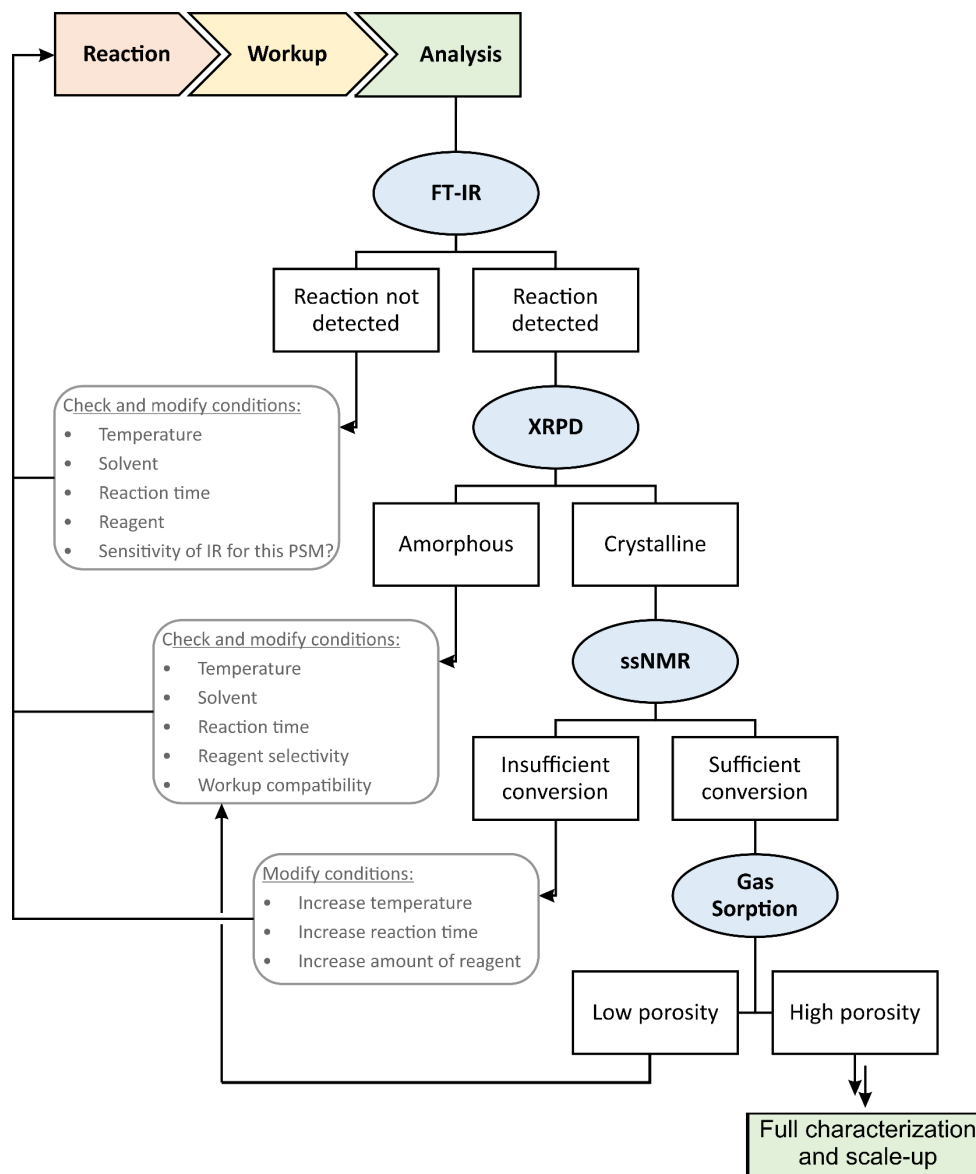 Reaction
Workup
Analysis
FT-IR
Reaction not
detected
Reaction
detected
Check and modify conditions:
• Temperature
• Solvent
• Reaction time
• Reagent
• Sensitivity of IR for this PSM?
XRPD
Amorphous
Crystalline
Check and modify conditions:
• Temperature
• Solvent
• Reaction time
• Reagent selectivity
• Workup compatibility
ssNMR
Insufficient
conversion
Sufficient
conversion
Modify conditions:
• Increase temperature
• Increase reaction time
• Increase amount of reagent
Gas
Sorption
Low porosity
High porosity
Full characterization
and scale-up